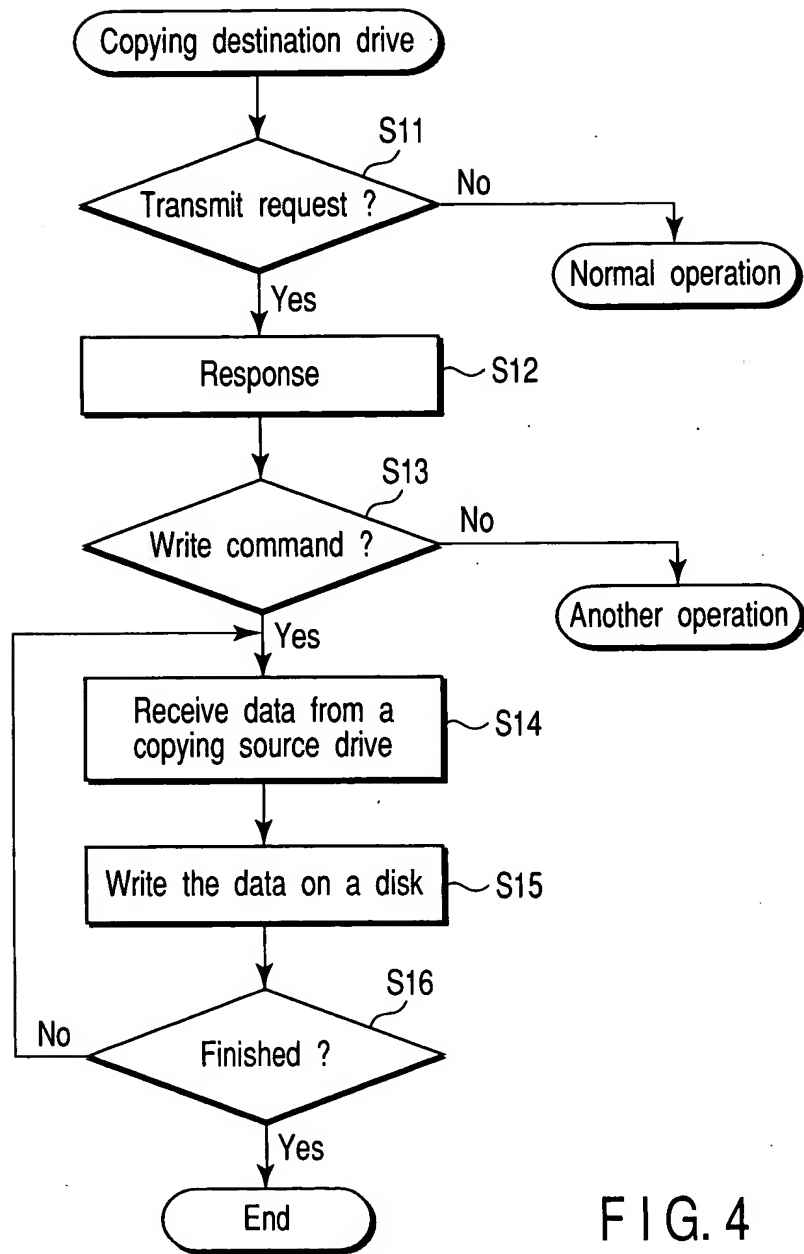 Copying destination drive
S11
Transmit request ?
No
Normal operation
Yes
Response
S12
S13
Write command ?
No
Another operation
Yes
Receive data from a
copying source drive
S14
Write the data on a disk
S15
S16
No
Finished ?
Yes
End
FIG. 4